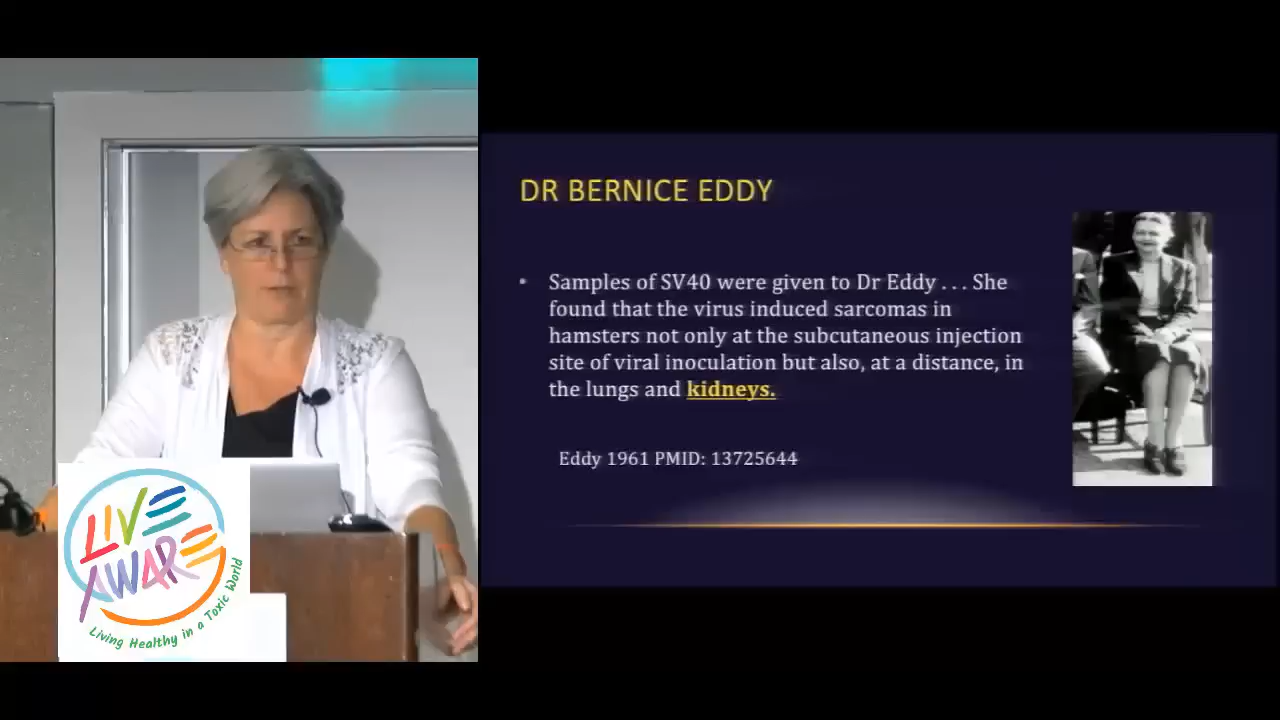 DR BERNICE EDDY
• Samples of SV40 were given to Dr Eddy . . . She
found that the virus induced sarcomas in
hamsters not only at the subcutaneous injection
site of viral inoculation but also, at a distance, in
the lungs and kidneys.
Eddy 1961 PMID: 13725644
LIVE
AWARE
Living Healthy in a Toxic World